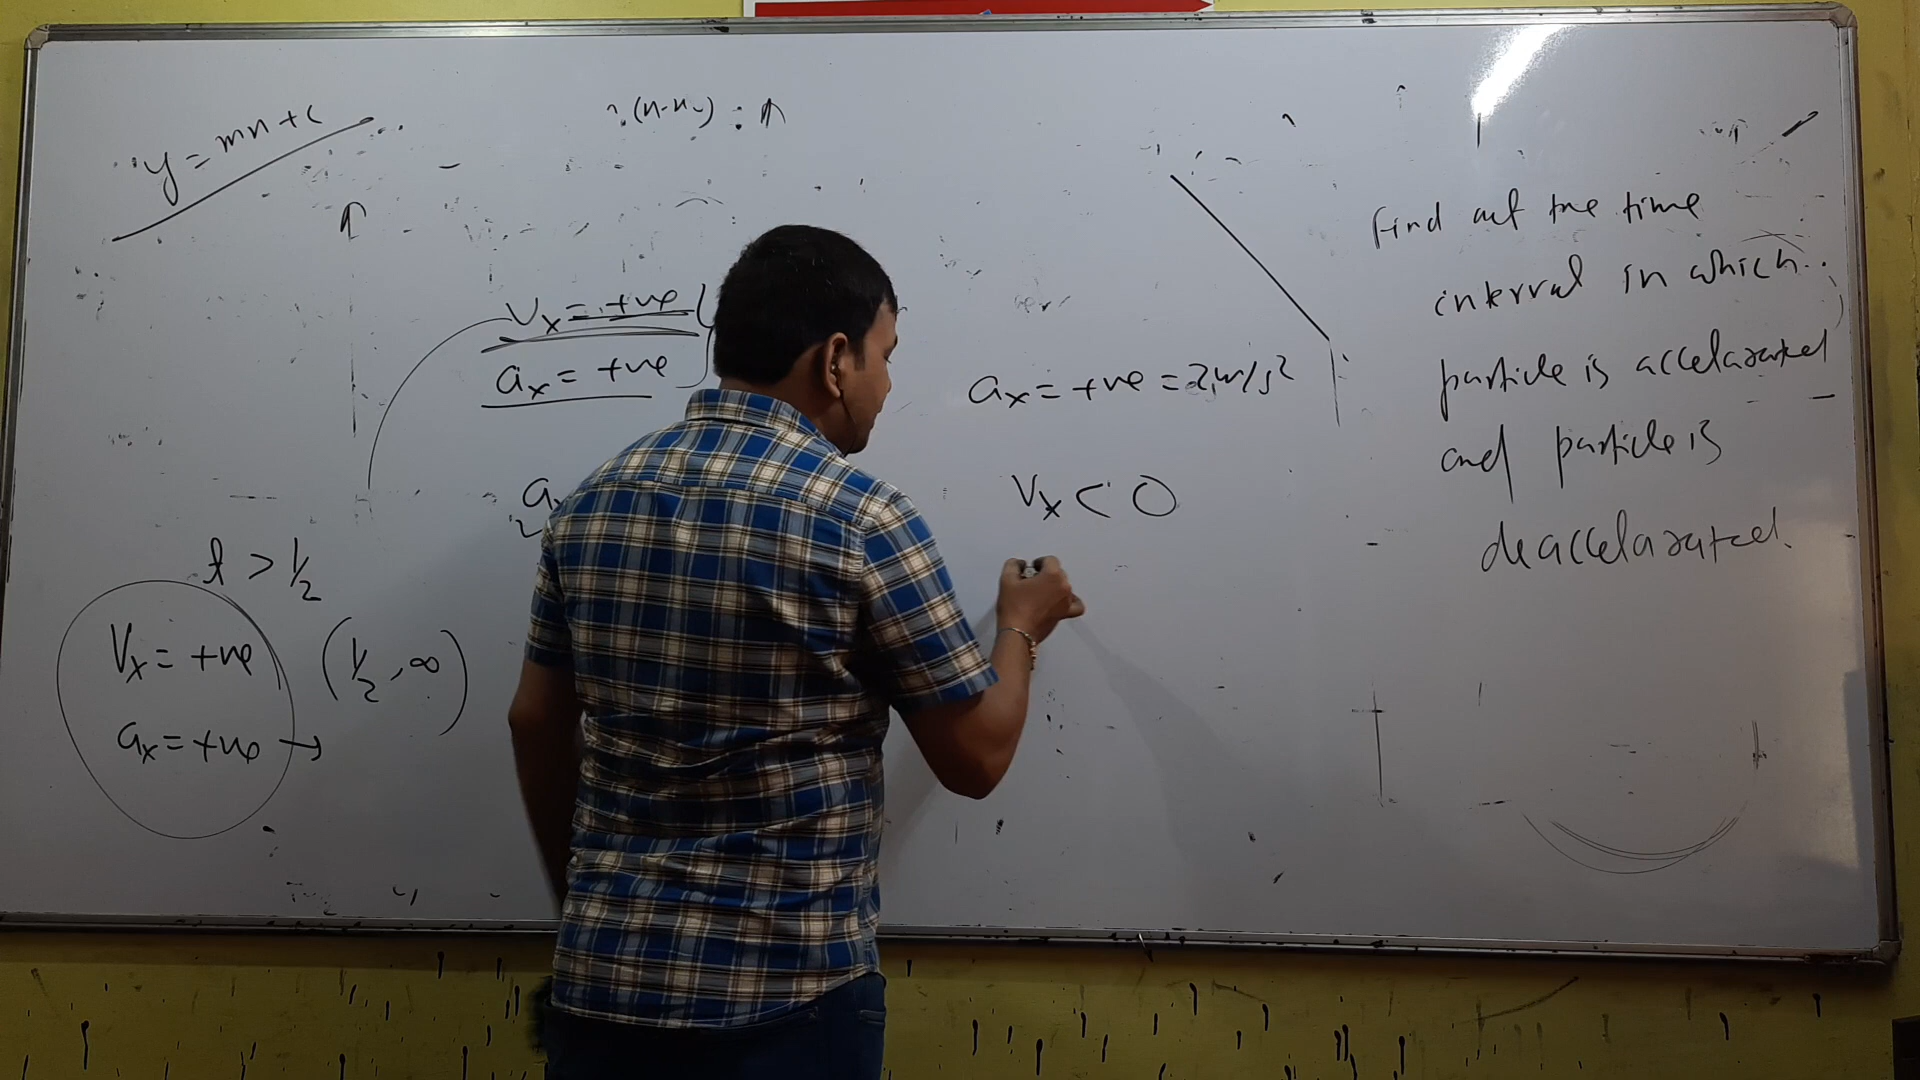 y = mn + c
Vx = +ve
ax = +ve
t > 1/2
Vx = +ve
(1/2, ∞)
ax = +ve →
ax = +ve = 2 m/s²
Vx < 0
Find out the time
interval in which
particle is accelarated
and particle is
deaccelarated.